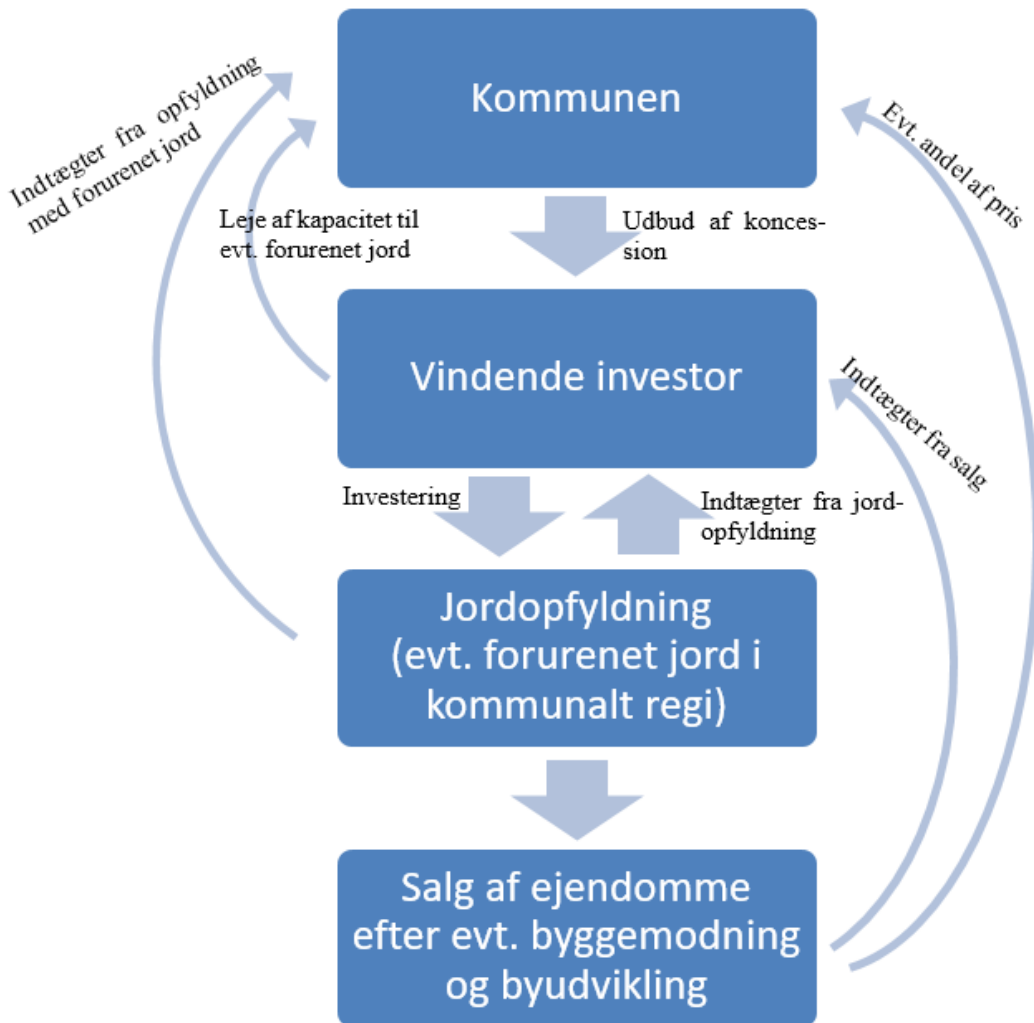 Kommunen
Indtægter fra opfyldning
med forurenet jord
Leje af kapacitet til
evt. forurenet jord
Udbud af konces-
sion
Evt. andel af pris
Vindende investor
Indtægter fra salg
Investering
Indtægter fra jord-
opfyldning
Jordopfyldning
(evt. forurenet jord i
kommunalt regi)
Salg af ejendomme
efter evt. byggemodning
og byudvikling